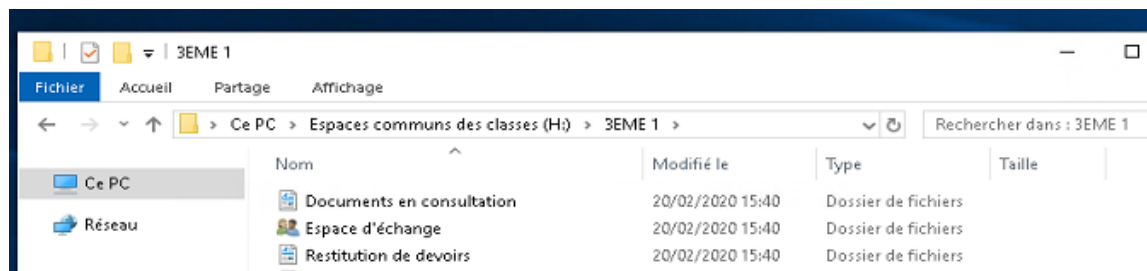 3EME 1
Fichier Accueil Partage Affichage
Ce PC > Espaces communs des classes (H:) > 3EME 1 > Rechercher dans : 3EME 1
Nom Modifié le Type Taille
Ce PC
Documents en consultation 20/02/2020 15:40 Dossier de fichiers
Réseau
Espace d'échange 20/02/2020 15:40 Dossier de fichiers
Restitution de devoirs 20/02/2020 15:40 Dossier de fichiers